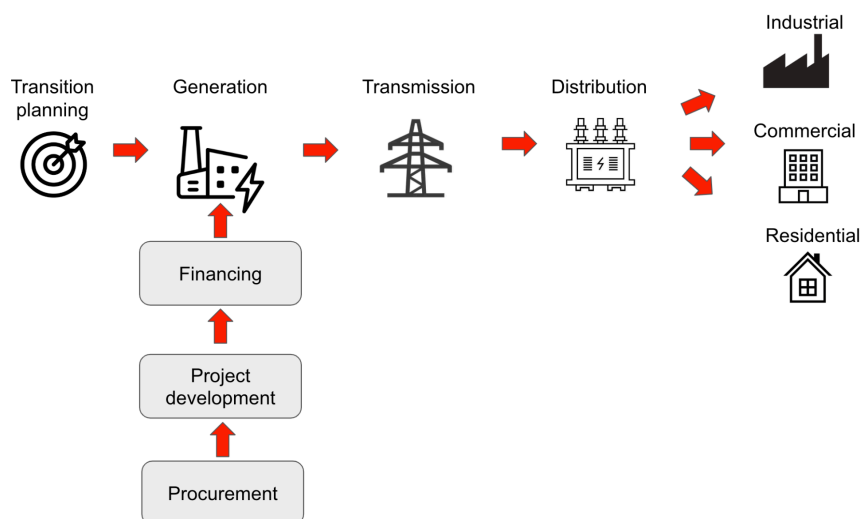 Industrial
Transition
planning
Generation
Transmission
Distribution
Commercial
Residential
Financing
Project
development
Procurement